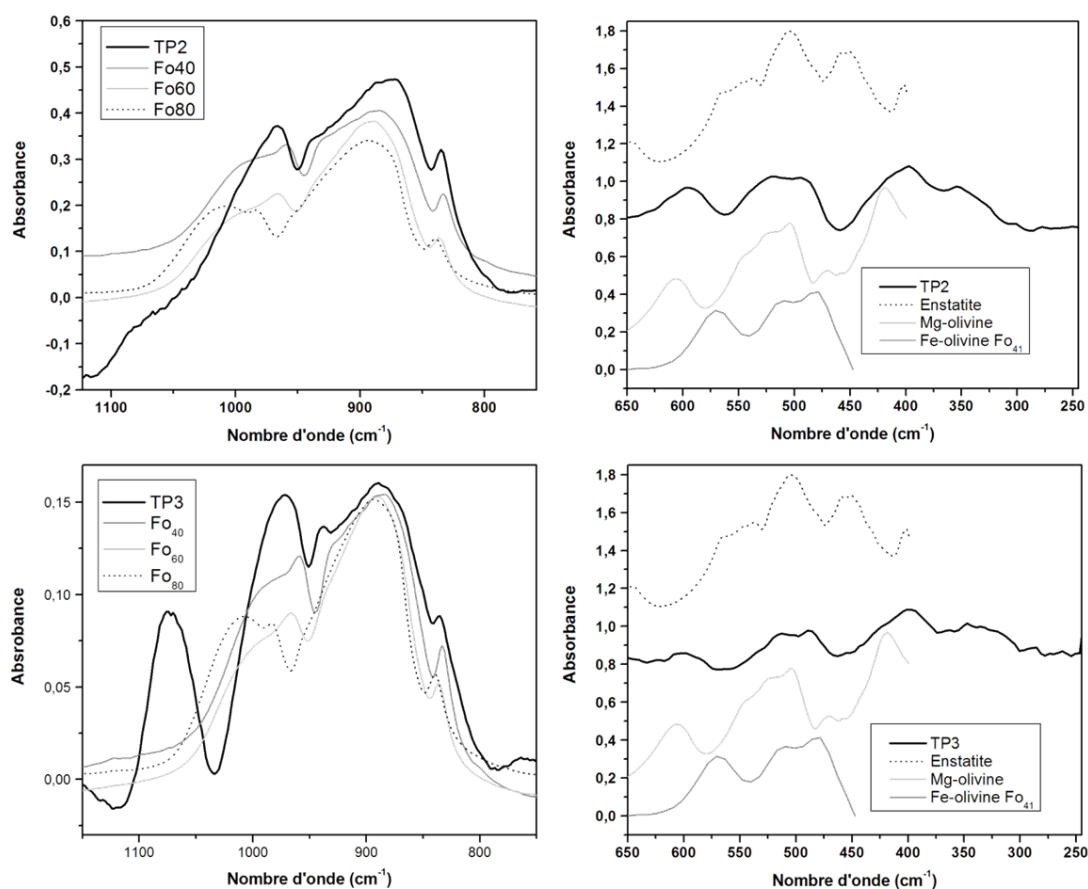 0,6
0,5
0,4
0,3
0,2
0,1
0,0
-0,1
-0,2
Absorbance
TP2
Fo40
Fo60
Fo80
1100 1000 900 800
Nombre d'onde (cm⁻¹)
1,8
1,6
1,4
1,2
1,0
0,8
0,6
0,4
0,2
0,0
Absorbance
TP2
Enstatite
Mg-olivine
Fe-olivine Fo₄₁
650 600 550 500 450 400 350 300 250
Nombre d'onde (cm⁻¹)
0,15
0,10
0,05
0,00
Absrobance
TP3
Fo₄₀
Fo₆₀
Fo₈₀
1100 1000 900 800
Nombre d'onde (cm⁻¹)
1,8
1,6
1,4
1,2
1,0
0,8
0,6
0,4
0,2
0,0
Absorbance
TP3
Enstatite
Mg-olivine
Fe-olivine Fo₄₁
650 600 550 500 450 400 350 300 250
Nombre d'onde (cm⁻¹)